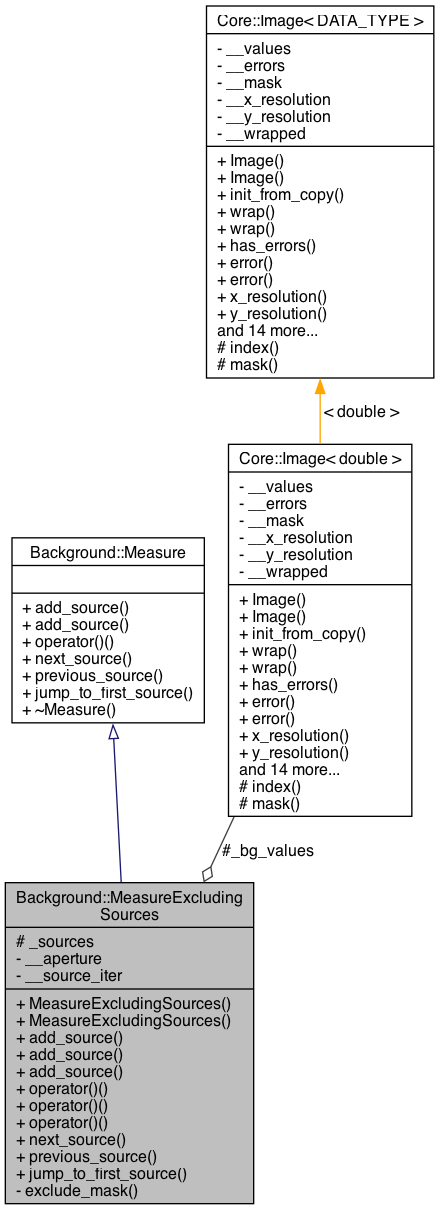 Core::Image< DATA_TYPE >
- __values
- __errors
- __mask
- __x_resolution
- __y_resolution
- __wrapped
+ Image()
+ Image()
+ init_from_copy()
+ wrap()
+ wrap()
+ has_errors()
+ error()
+ error()
+ x_resolution()
+ y_resolution()
and 14 more...
# index()
# mask()
< double >
Core::Image< double >
- __values
- __errors
- __mask
- __x_resolution
- __y_resolution
- __wrapped
+ Image()
+ Image()
+ init_from_copy()
+ wrap()
+ wrap()
+ has_errors()
+ error()
+ error()
+ x_resolution()
+ y_resolution()
and 14 more...
# index()
# mask()
Background::Measure
+ add_source()
+ add_source()
+ operator()()
+ next_source()
+ previous_source()
+ jump_to_first_source()
+ ~Measure()
#_bg_values
Background::MeasureExcluding
Sources
# _sources
- __aperture
- __source_iter
+ MeasureExcludingSources()
+ MeasureExcludingSources()
+ add_source()
+ add_source()
+ add_source()
+ operator()()
+ operator()()
+ operator()()
+ next_source()
+ previous_source()
+ jump_to_first_source()
- exclude_mask()